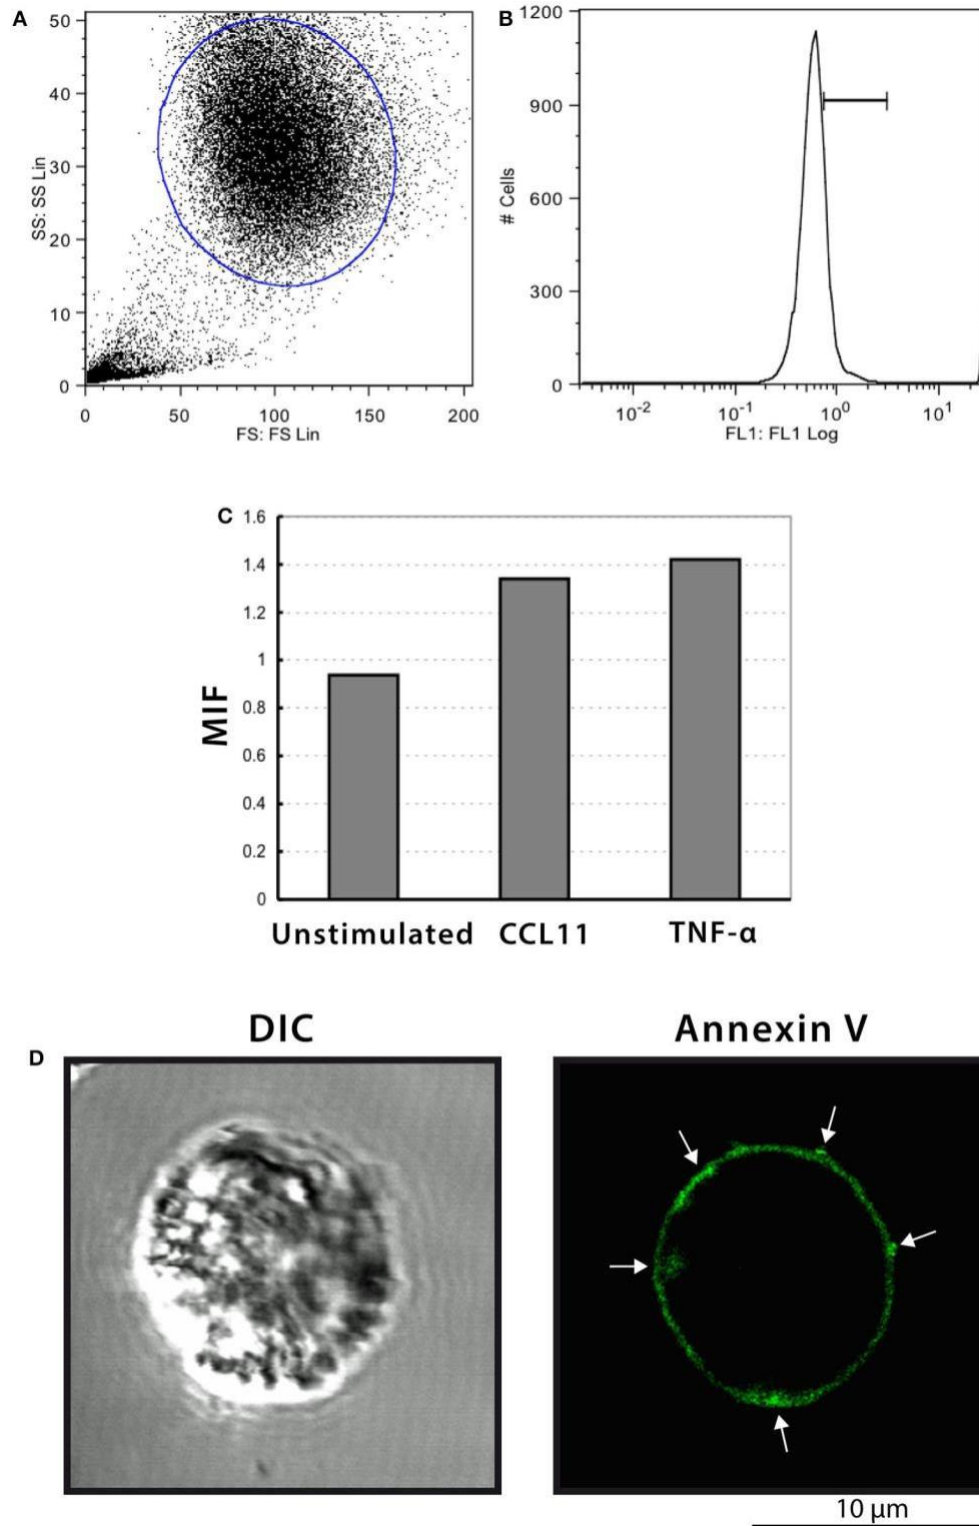 A
50
40
30
20
10
0
SS: SS Lin
0 50 100 150 200
FS: FS Lin
B
1200
900
600
300
0
# Cells
10-2 10-1 100 101
FL1: FL1 Log
C
1.6
1.4
1.2
1
0.8
0.6
0.4
0.2
0
MIF
Unstimulated CCL11 TNF-α
D
DIC Annexin V
10 μm